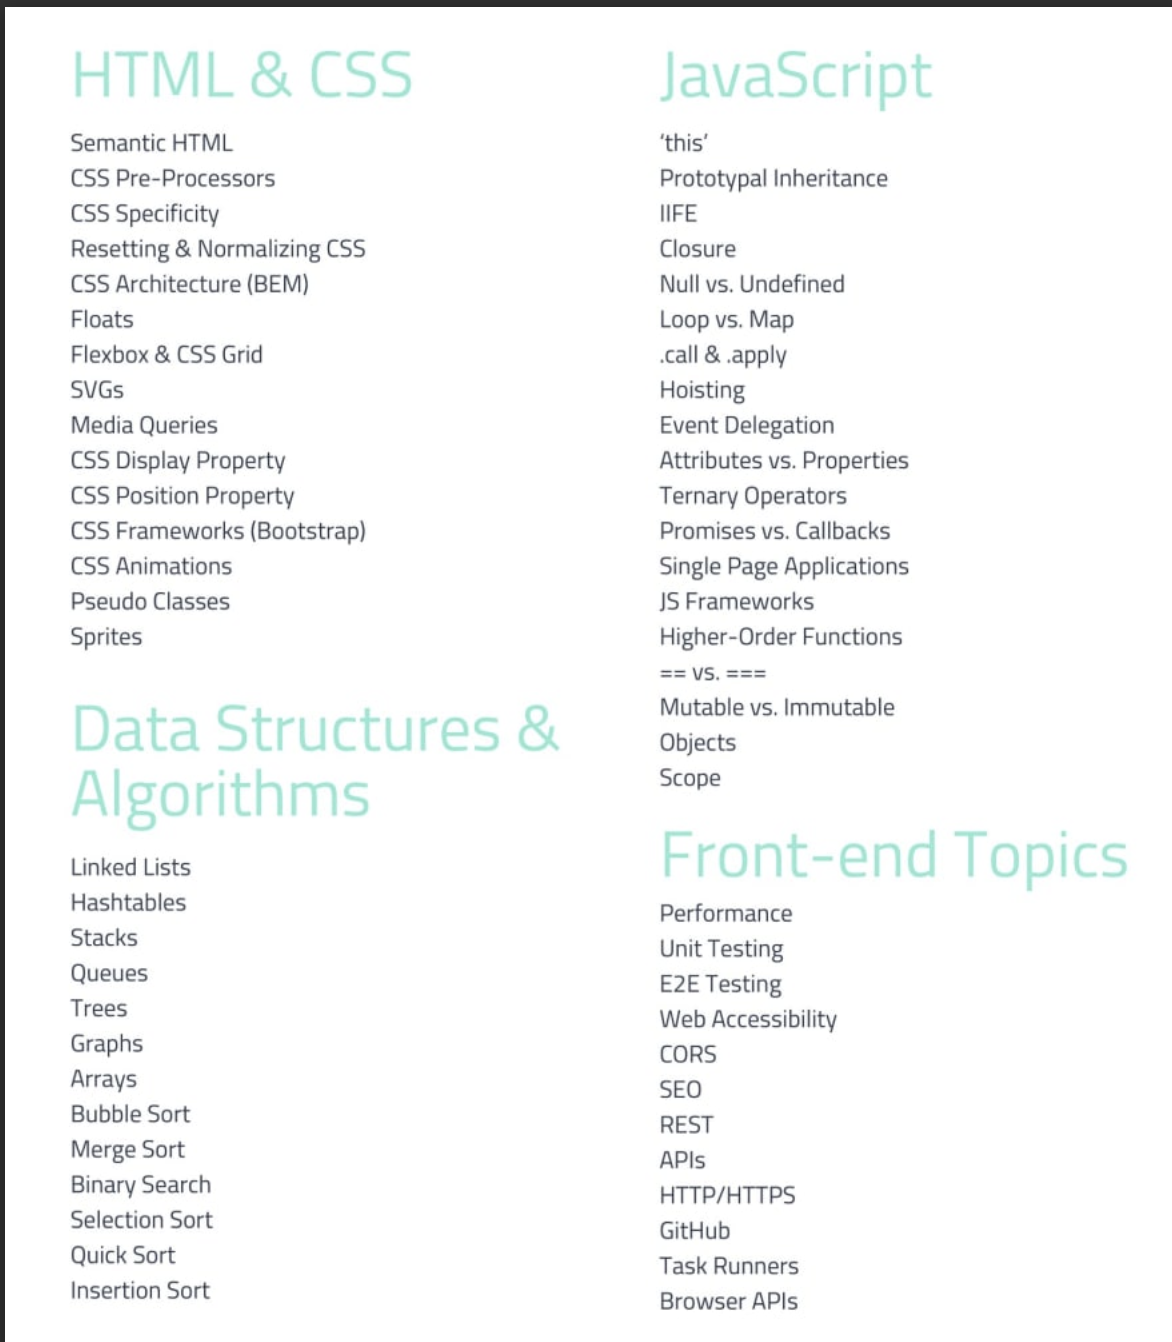 HTML & CSS
Semantic HTML
CSS Pre-Processors
CSS Specificity
Resetting & Normalizing CSS
CSS Architecture (BEM)
Floats
Flexbox & CSS Grid
SVGs
Media Queries
CSS Display Property
CSS Position Property
CSS Frameworks (Bootstrap)
CSS Animations
Pseudo Classes
Sprites
Data Structures &
Algorithms
Linked Lists
Hashtables
Stacks
Queues
Trees
Graphs
Arrays
Bubble Sort
Merge Sort
Binary Search
Selection Sort
Quick Sort
Insertion Sort
JavaScript
‘this’
Prototypal Inheritance
IIFE
Closure
Null vs. Undefined
Loop vs. Map
.call & .apply
Hoisting
Event Delegation
Attributes vs. Properties
Ternary Operators
Promises vs. Callbacks
Single Page Applications
JS Frameworks
Higher-Order Functions
== vs. ===
Mutable vs. Immutable
Objects
Scope
Front-end Topics
Performance
Unit Testing
E2E Testing
Web Accessibility
CORS
SEO
REST
APIs
HTTP/HTTPS
GitHub
Task Runners
Browser APIs